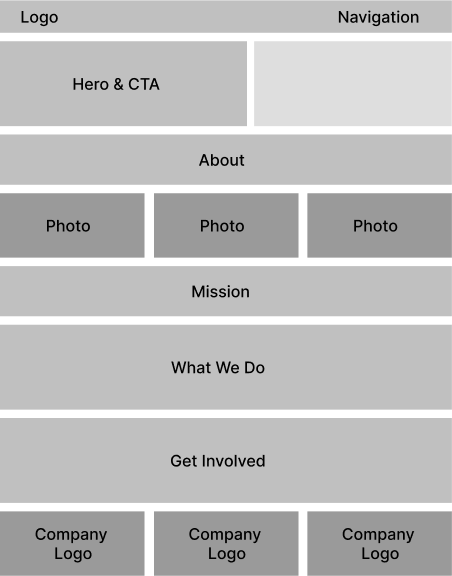 Logo
Navigation
Hero & CTA
About
Photo
Photo
Photo
Mission
What We Do
Get Involved
Company
Logo
Company
Logo
Company
Logo